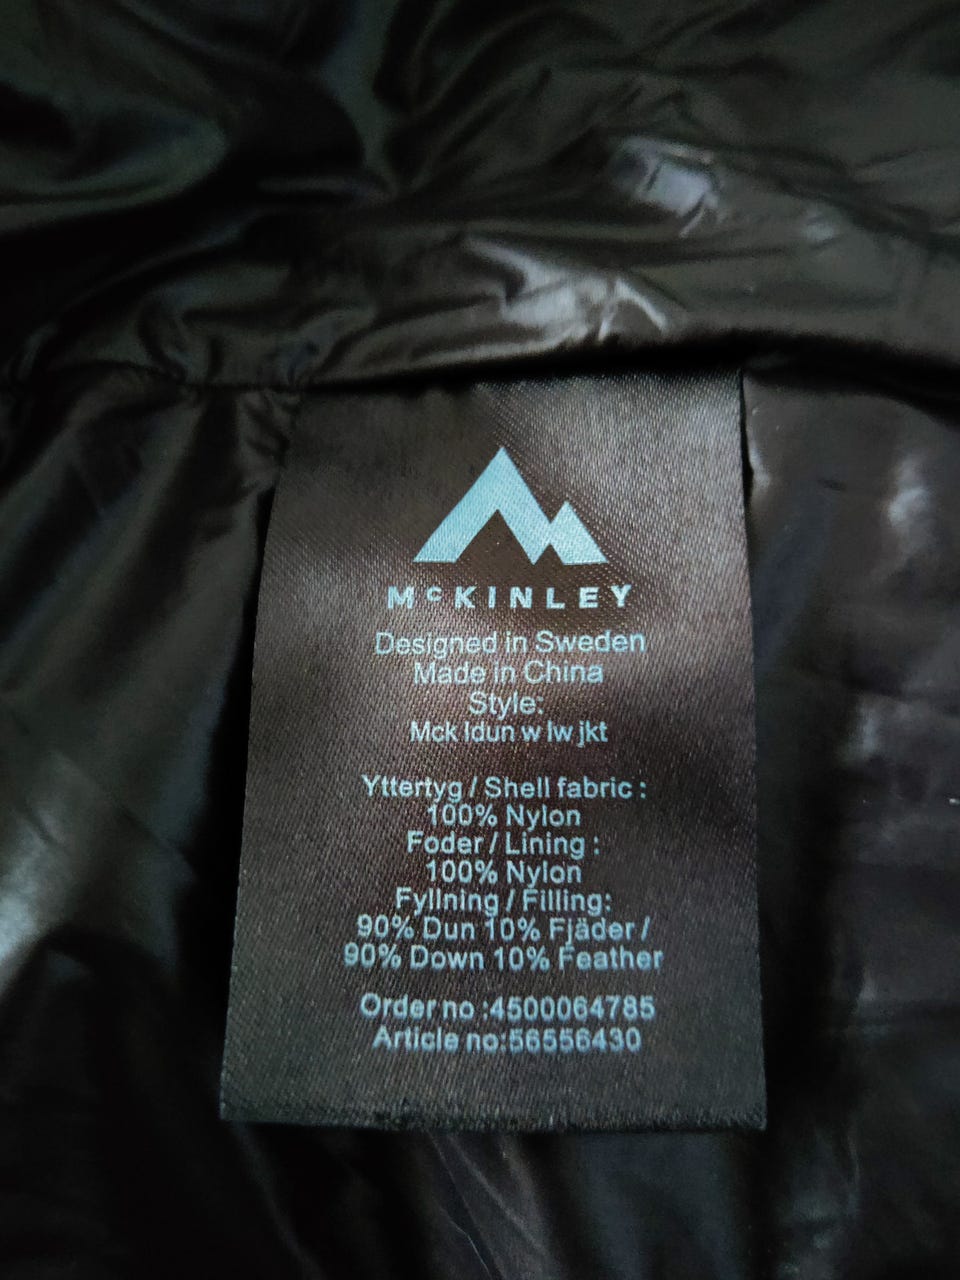 McKINLEY
Designed in Sweden
Made in China
Style:
Mck Idun w lw jkt
Yttertyg / Shell fabric :
100% Nylon
Foder / Lining :
100% Nylon
Fyllning / Filling:
90% Dun 10% Fjäder /
90% Down 10% Feather
Order no :4500064785
Article no:56556430